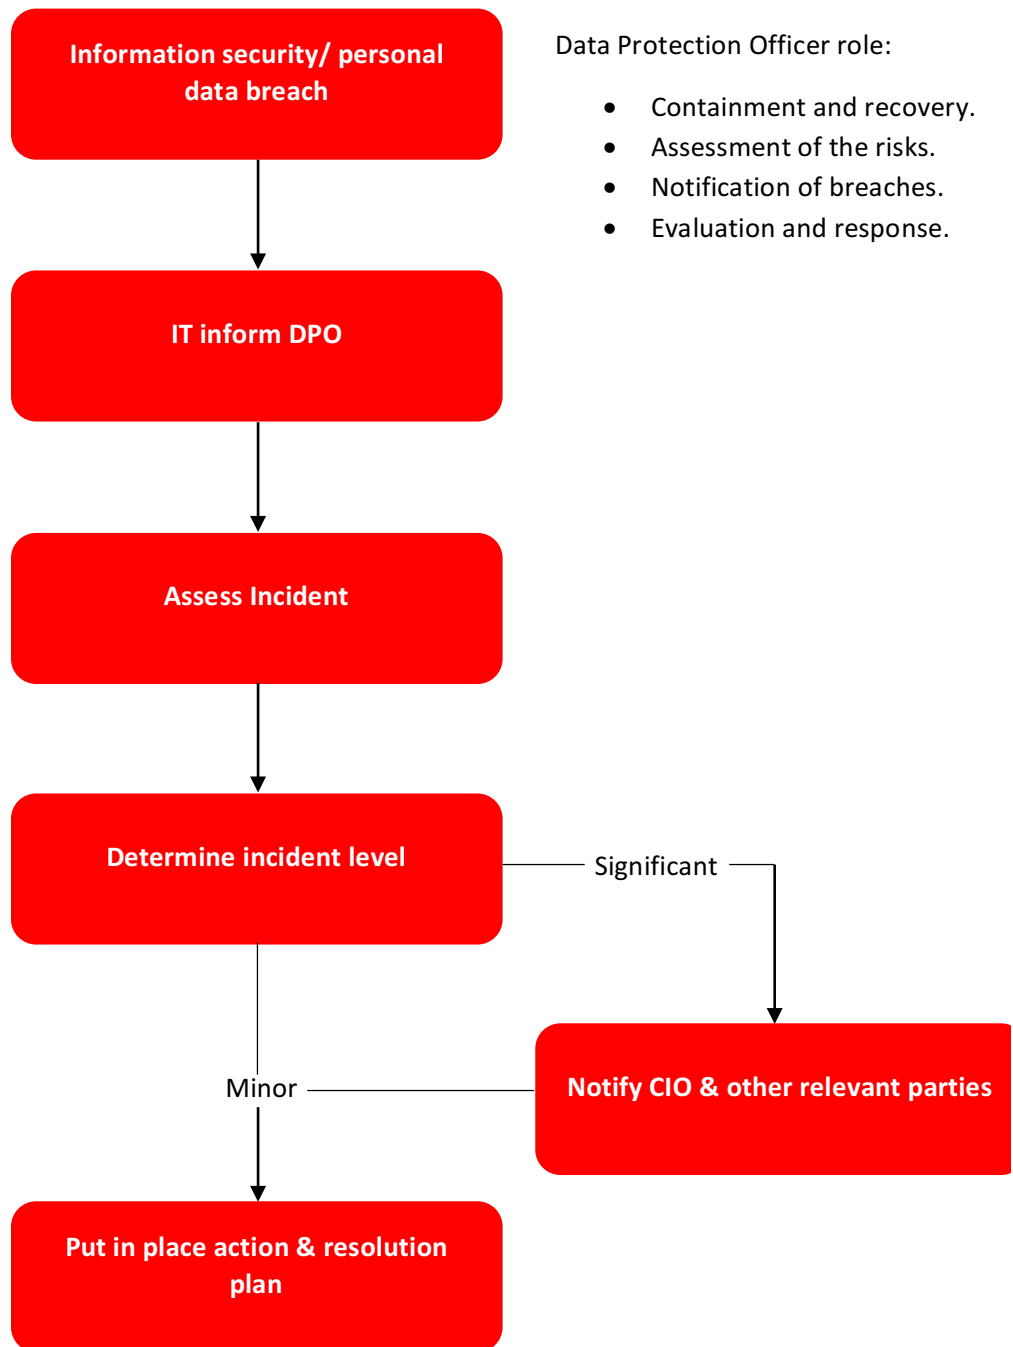 Information security/ personal
data breach
Data Protection Officer role:
• Containment and recovery.
• Assessment of the risks.
• Notification of breaches.
• Evaluation and response.
IT inform DPO
Assess Incident
Determine incident level
Significant
Notify CIO & other relevant parties
Minor
Put in place action & resolution
plan